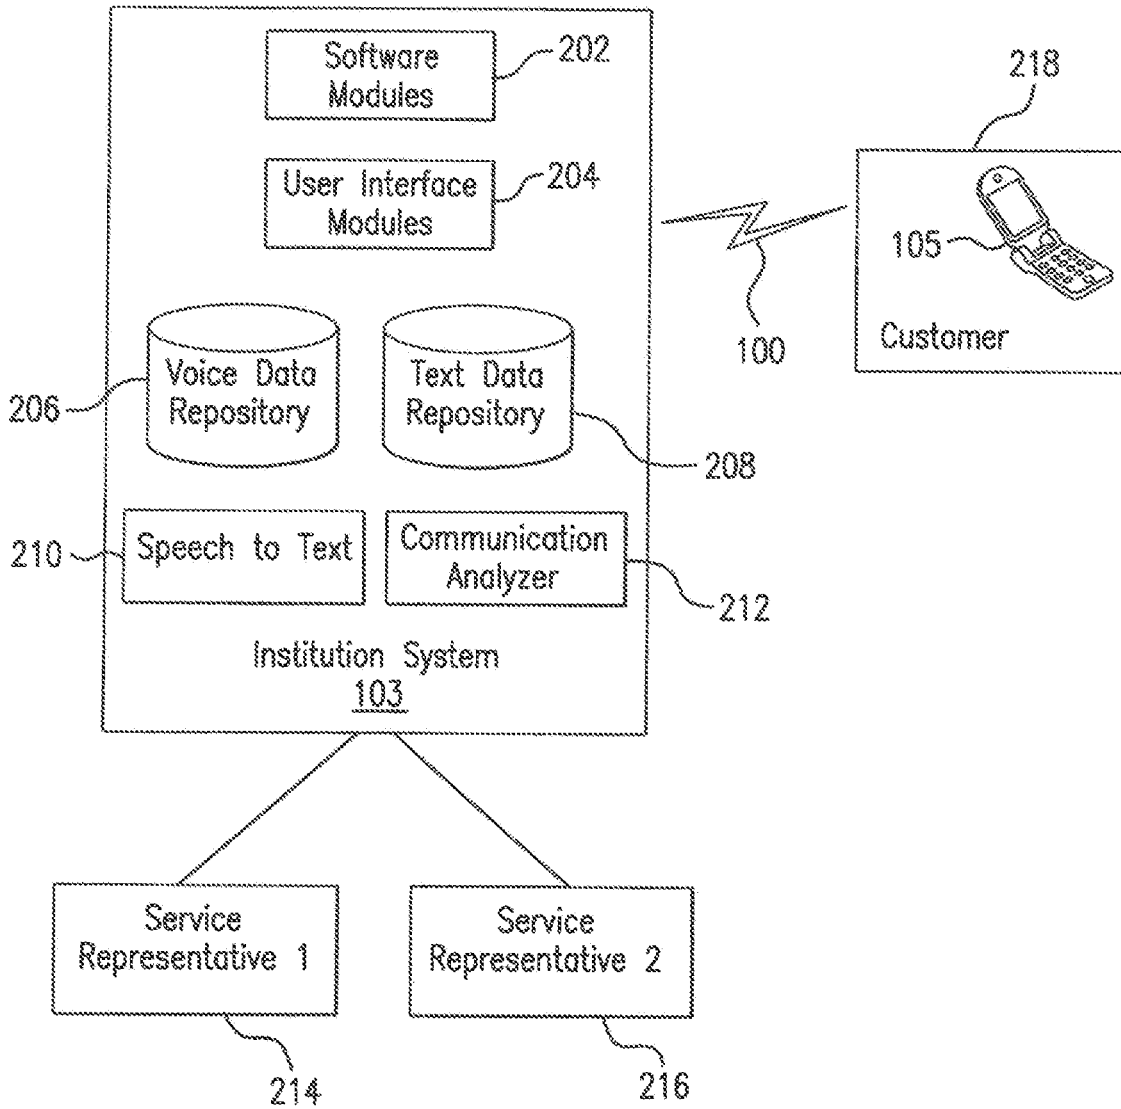 Software
Modules
202
218
User Interface
Modules
204
105
Customer
100
Voice Data
Repository
206
Text Data
Repository
208
210
Speech to Text
Communication
Analyzer
212
Institution System
103
Service
Representative 1
Service
Representative 2
214
216